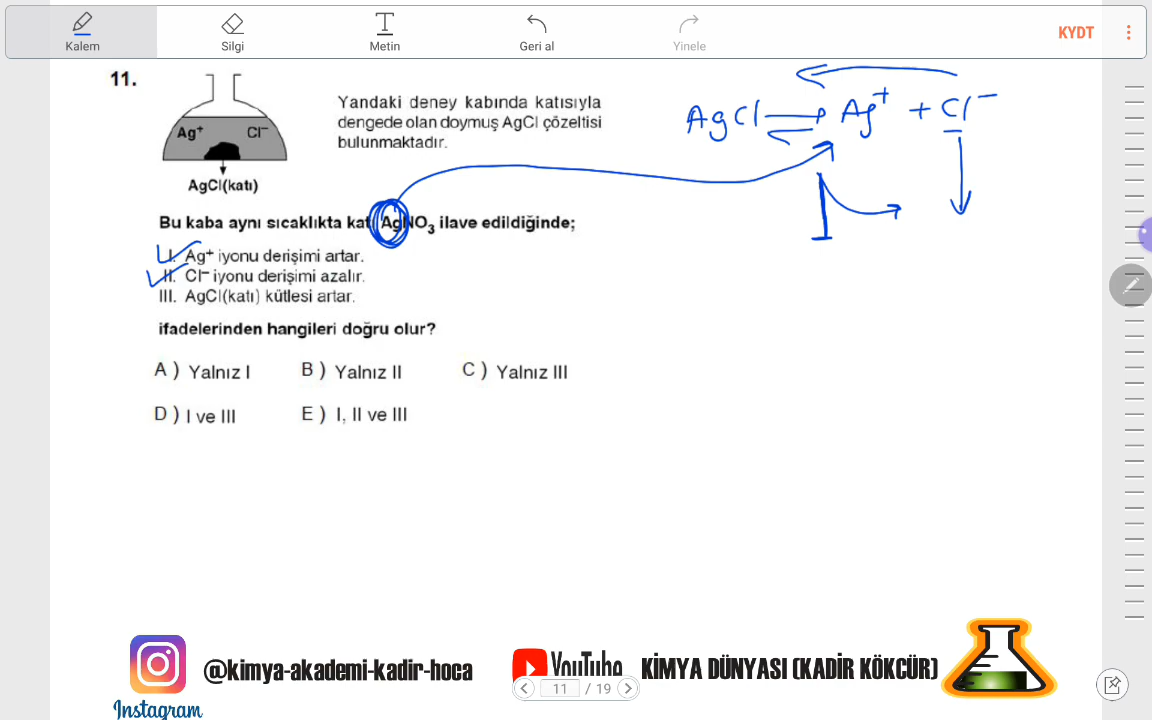 Kalem
Silgi
Metin
Geri al
Yinele
KYDT
11.
Ag⁺ Cl⁻
AgCl(katı)
Yandaki deney kabında katısıyla
dengede olan doymuş AgCl çözeltisi
bulunmaktadır.
AgCl ⇌ Ag⁺ + Cl⁻
Bu kaba aynı sıcaklıkta katı AgNO₃ ilave edildiğinde;
I. Ag⁺ iyonu derişimi artar.
II. Cl⁻ iyonu derişimi azalır.
III. AgCl(katı) kütlesi artar.
ifadelerinden hangileri doğru olur?
A ) Yalnız I B ) Yalnız II C ) Yalnız III
D ) I ve III E ) I, II ve III
Instagram
@kimya-akademi-kadir-hoca
YouTube
KİMYA DÜNYASI (KADİR KÖKCÜR)
11 / 19